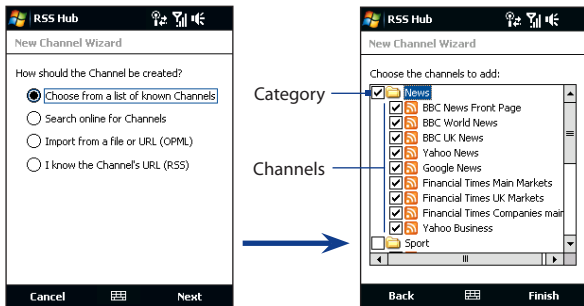 RSS Hub
New Channel Wizard
How should the Channel be created?
Choose from a list of known Channels
Search online for Channels
Import from a file or URL (OPML)
I know the Channel's URL (RSS)
Cancel
Next
Category
Channels
RSS Hub
New Channel Wizard
Choose the channels to add:
News
BBC News Front Page
BBC World News
BBC UK News
Yahoo News
Google News
Financial Times Main Markets
Financial Times UK Markets
Financial Times Companies main
Yahoo Business
Sport
Back
Finish